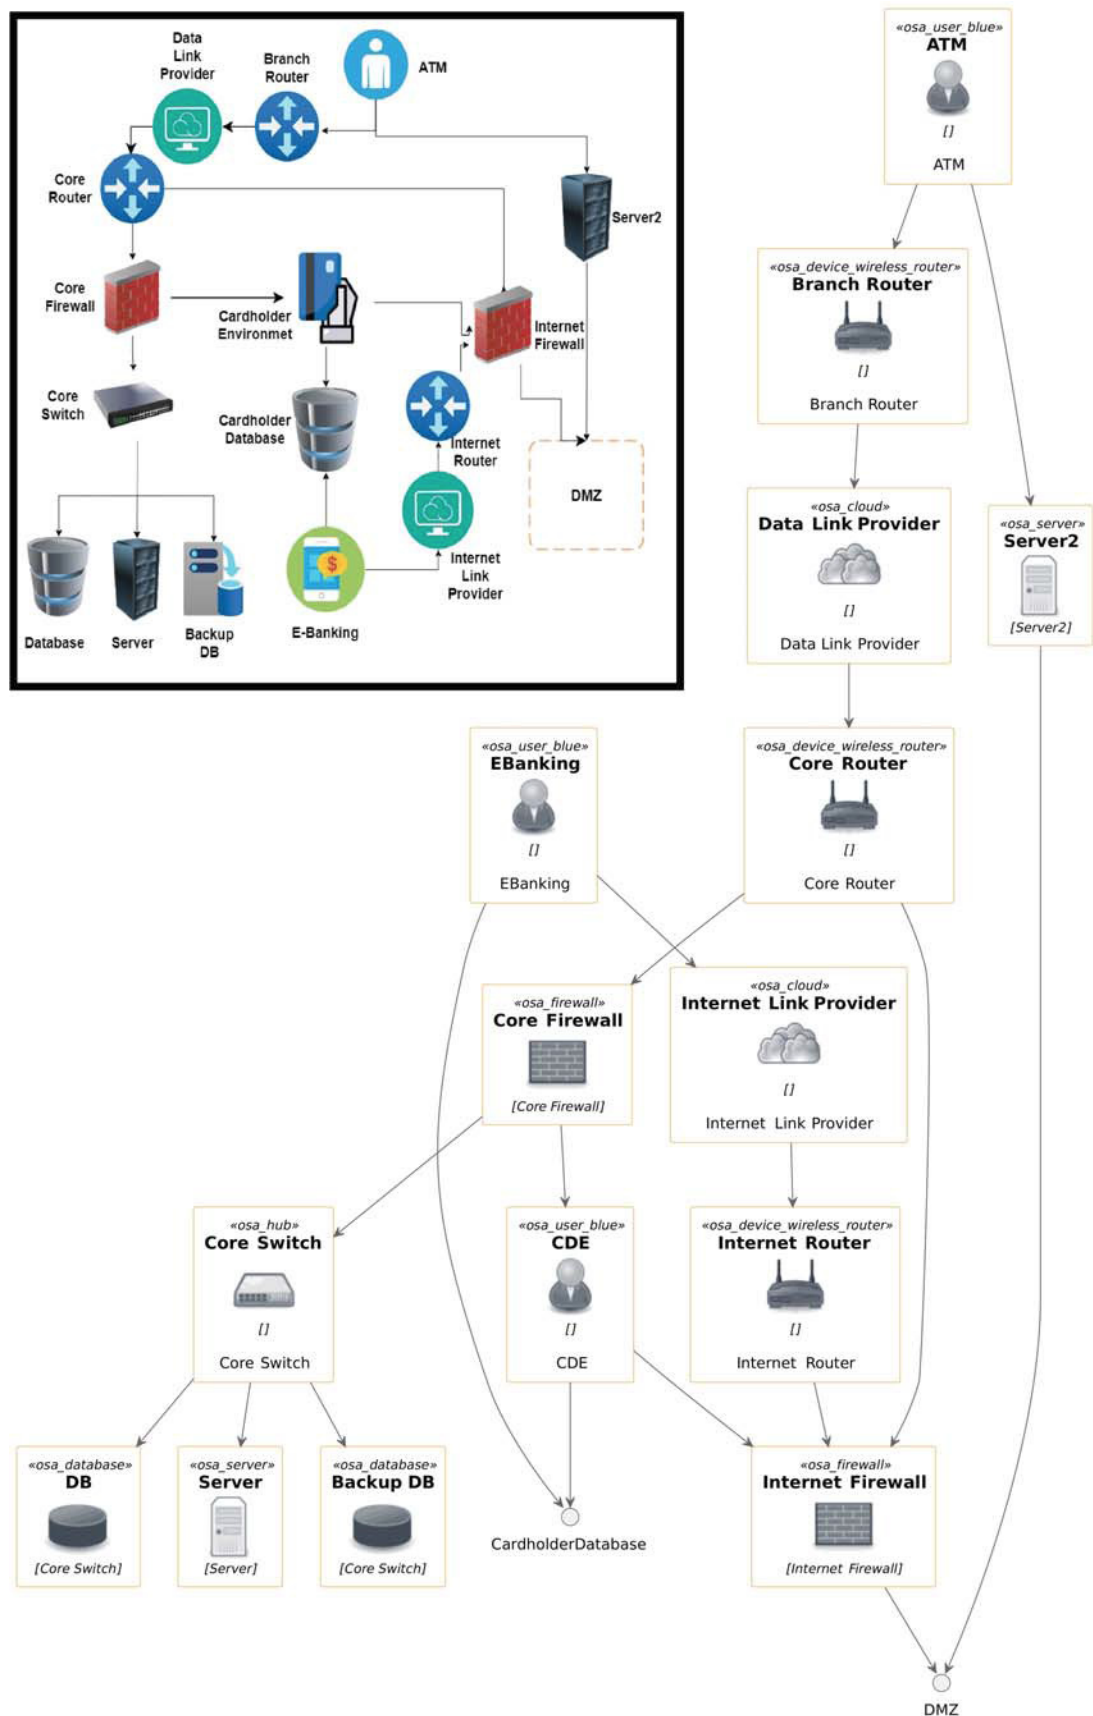 Data
Link
Provider
Branch
Router
ATM
Core
Router
Server2
Core
Firewall
Cardholder
Environmet
Internet
Firewall
Core
Switch
Cardholder
Database
Internet
Router
DMZ
Internet
Link
Provider
Database
Server
Backup
DB
E-Banking
«osa_user_blue»
ATM
[]
ATM
«osa_device_wireless_router»
Branch Router
[]
Branch Router
«osa_cloud»
Data Link Provider
[]
Data Link Provider
«osa_server»
Server2
[Server2]
«osa_user_blue»
EBanking
[]
EBanking
«osa_device_wireless_router»
Core Router
[]
Core Router
«osa_firewall»
Core Firewall
[Core Firewall]
«osa_cloud»
Internet Link Provider
[]
Internet Link Provider
«osa_hub»
Core Switch
[]
Core Switch
«osa_user_blue»
CDE
[]
CDE
«osa_device_wireless_router»
Internet Router
[]
Internet Router
«osa_database»
DB
[Core Switch]
«osa_server»
Server
[Server]
«osa_database»
Backup DB
[Core Switch]
CardholderDatabase
«osa_firewall»
Internet Firewall
[Internet Firewall]
DMZ